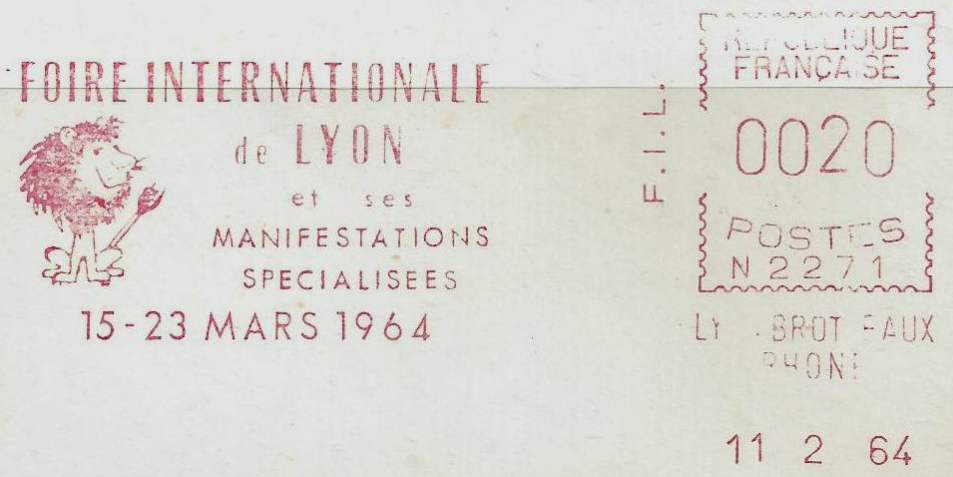 FOIRE INTERNATIONALE
de LYON
et ses
MANIFESTATIONS
SPECIALISEES
15-23 MARS 1964
F.I.L.
REPUBLIQUE
FRANÇAISE
0020
POSTES
N 2271
RHONE
11 2 64